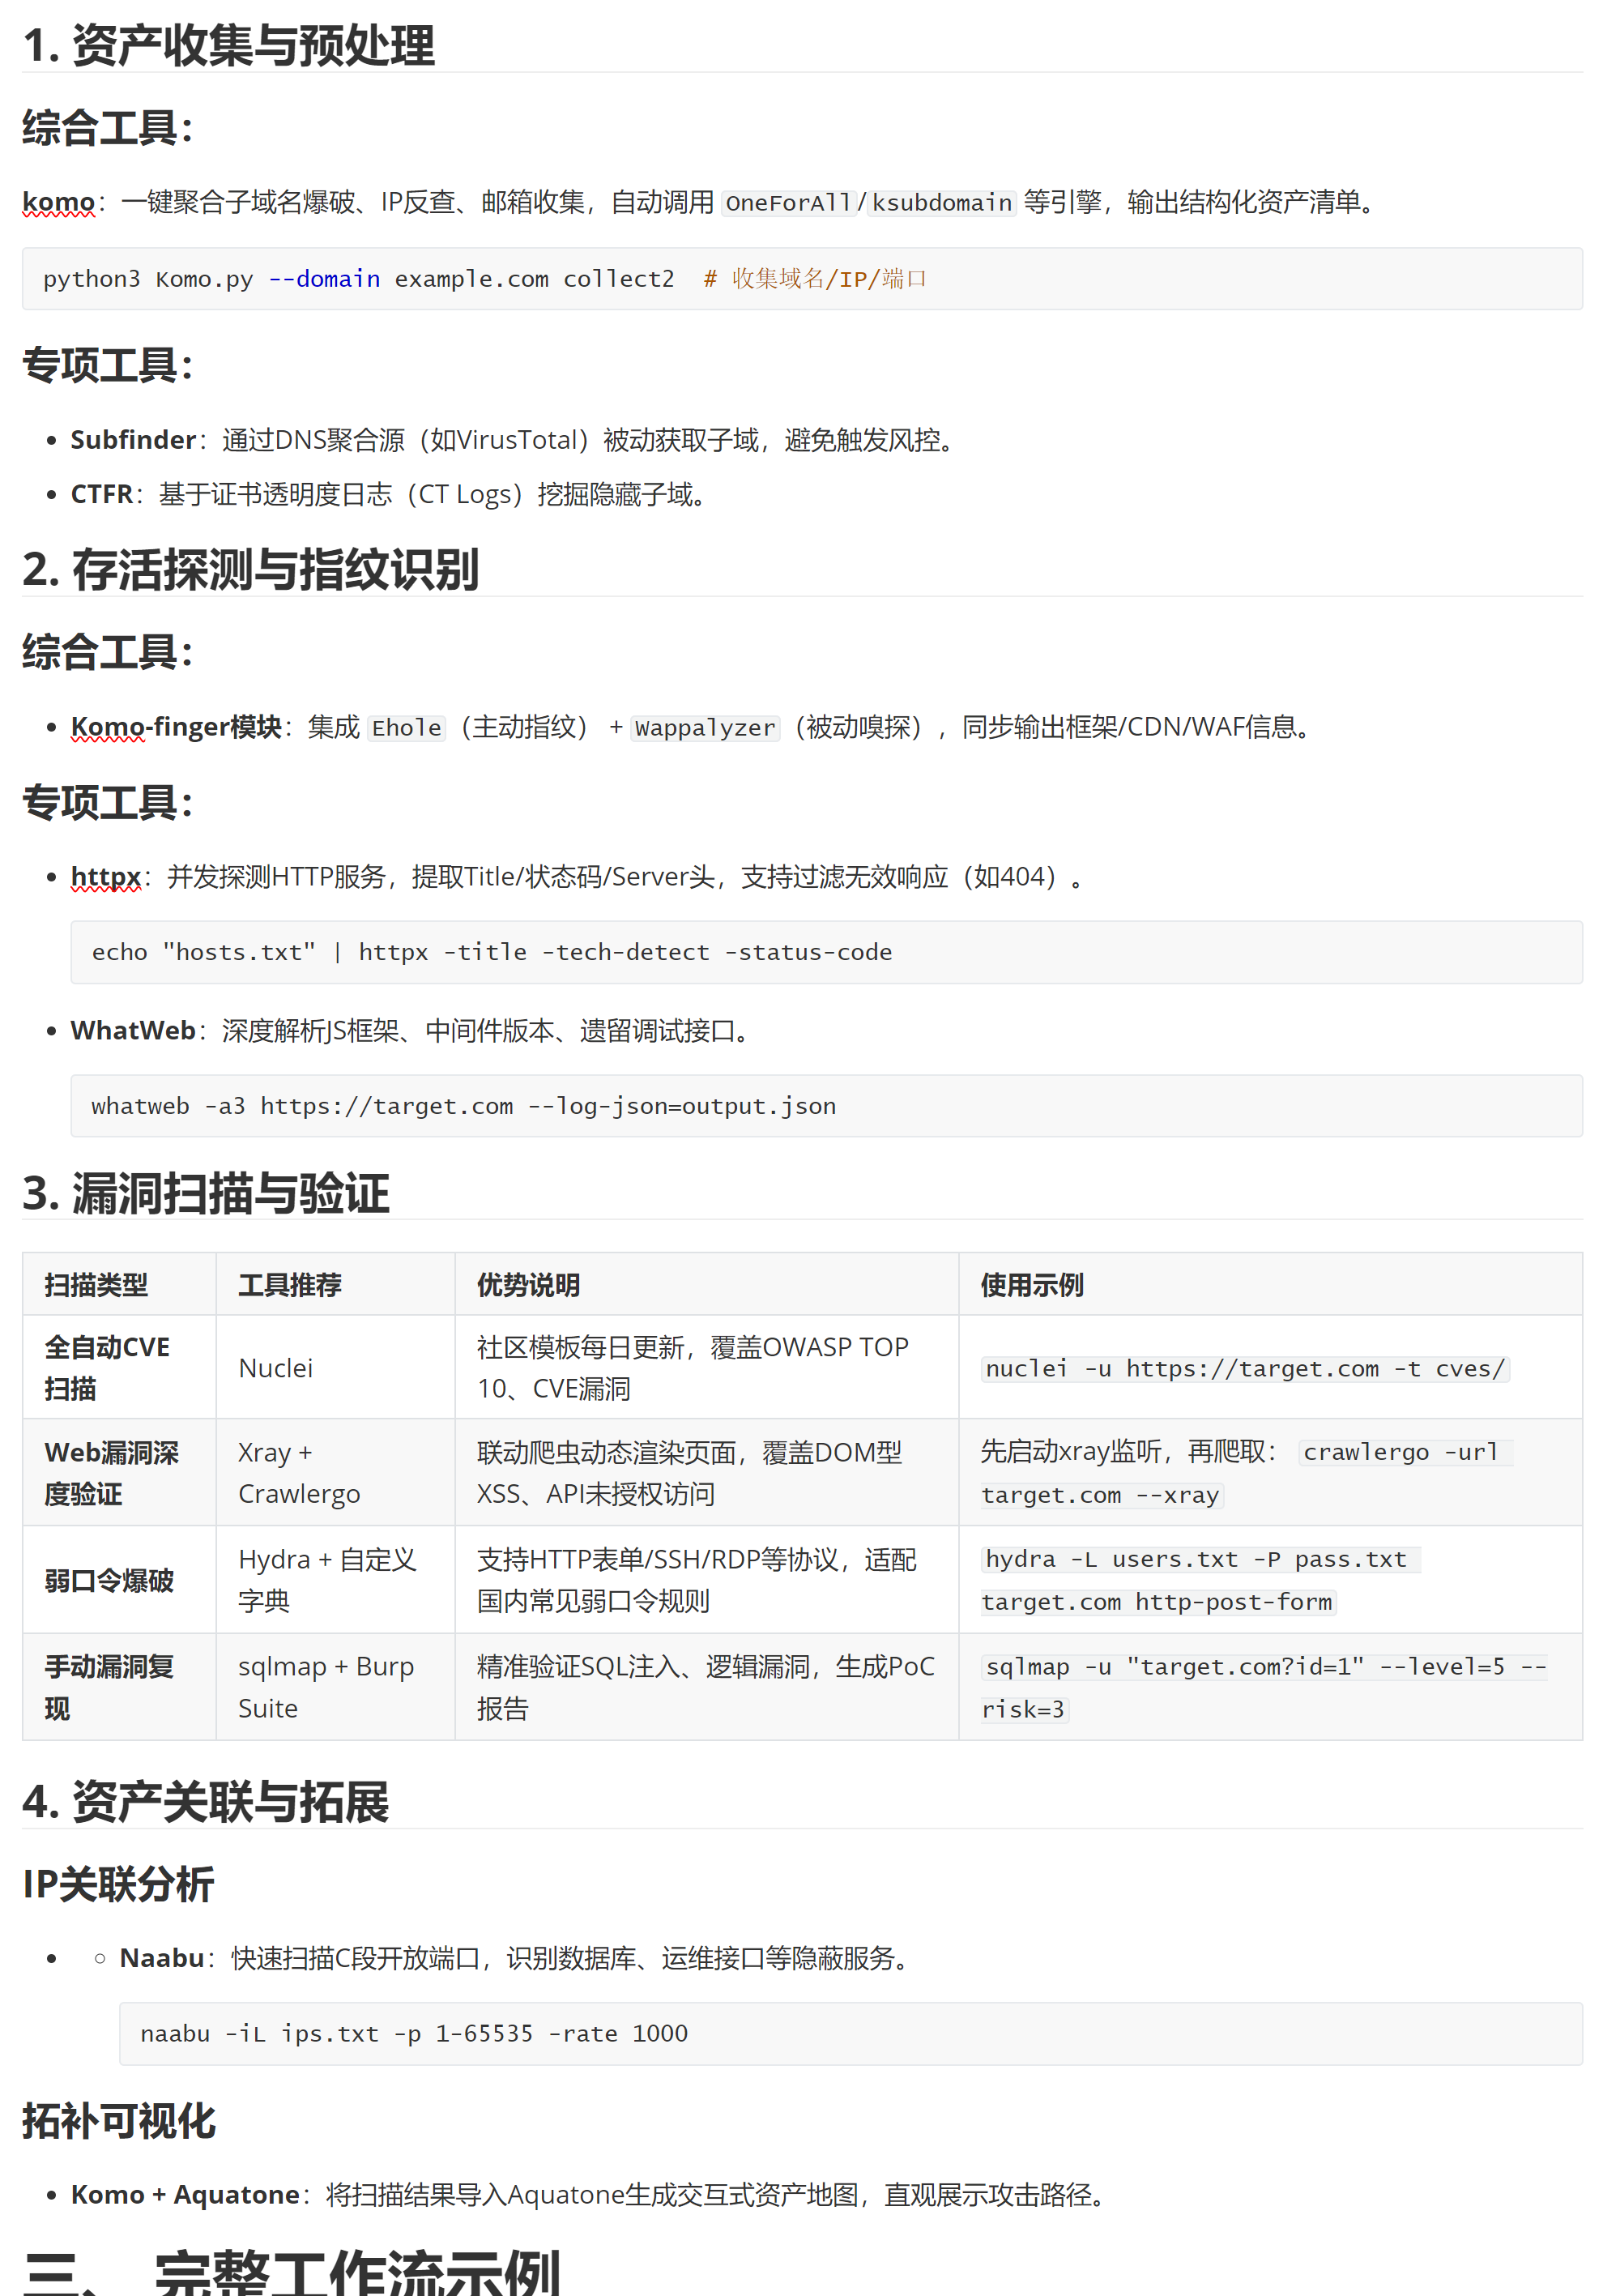 1. 资产收集与预处理
综合工具：
komo：一键聚合子域名爆破、IP反查、邮箱收集，自动调用 OneForAll/ksubdomain 等引擎，输出结构化资产清单。
python3 Komo.py --domain example.com collect2  # 收集域名/IP/端口
专项工具：
• Subfinder：通过DNS聚合源（如VirusTotal）被动获取子域，避免触发风控。
• CTFR：基于证书透明度日志（CT Logs）挖掘隐藏子域。
2. 存活探测与指纹识别
综合工具：
• Komo-finger模块：集成 Ehole（主动指纹） + Wappalyzer（被动嗅探），同步输出框架/CDN/WAF信息。
专项工具：
• httpx：并发探测HTTP服务，提取Title/状态码/Server头，支持过滤无效响应（如404）。
echo "hosts.txt" | httpx -title -tech-detect -status-code
• WhatWeb：深度解析JS框架、中间件版本、遗留调试接口。
whatweb -a3 https://target.com --log-json=output.json
3. 漏洞扫描与验证
扫描类型 工具推荐 优势说明 使用示例
全自动CVE
扫描
Nuclei
社区模板每日更新，覆盖OWASP TOP
10、CVE漏洞
nuclei -u https://target.com -t cves/
Web漏洞深
度验证
Xray +
Crawlergo
联动爬虫动态渲染页面，覆盖DOM型
XSS、API未授权访问
先启动xray监听，再爬取： crawlergo -url
target.com --xray
弱口令爆破
Hydra + 自定义
字典
支持HTTP表单/SSH/RDP等协议，适配
国内常见弱口令规则
hydra -L users.txt -P pass.txt
target.com http-post-form
手动漏洞复
现
sqlmap + Burp
Suite
精准验证SQL注入、逻辑漏洞，生成PoC
报告
sqlmap -u "target.com?id=1" --level=5 --
risk=3
4. 资产关联与拓展
IP关联分析
• ◦ Naabu：快速扫描C段开放端口，识别数据库、运维接口等隐蔽服务。
naabu -iL ips.txt -p 1-65535 -rate 1000
拓补可视化
• Komo + Aquatone：将扫描结果导入Aquatone生成交互式资产地图，直观展示攻击路径。
三、 完整工作流示例